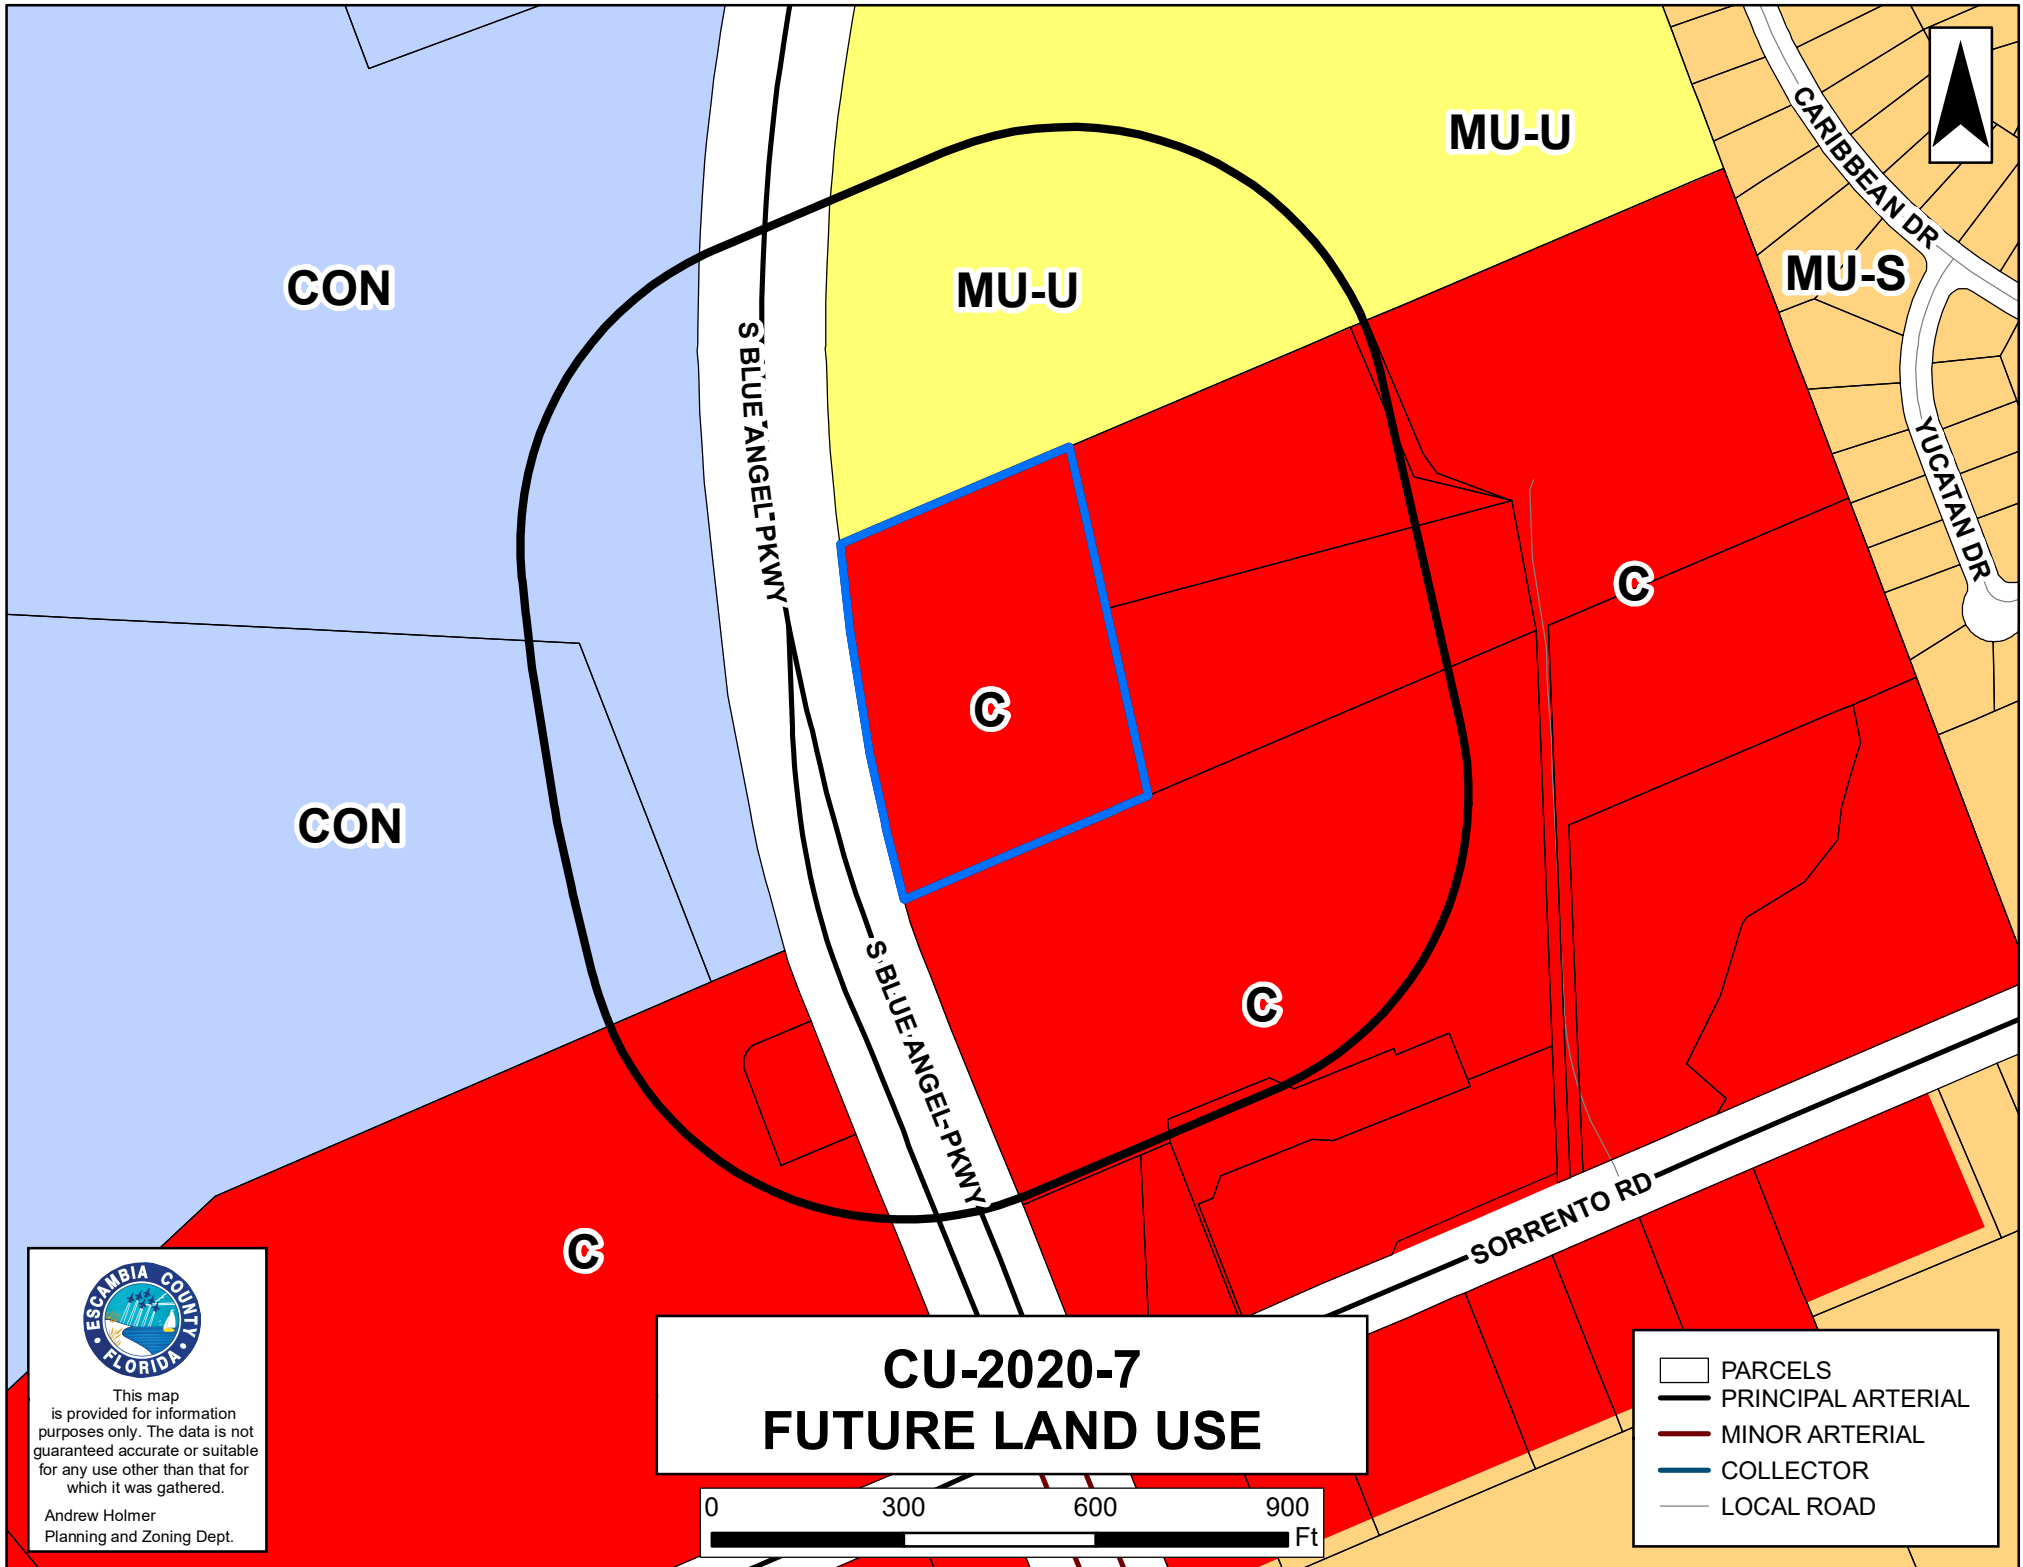 MU-U
CARIBBEAN DR
CON
MU-U
MU-S
S BLUE ANGEL PKWY
YUCATAN DR
C
C
CON
S BLUE ANGEL PKWY
C
SORRENTO RD
C
ESCAMBIA COUNTY
FLORIDA
This map
is provided for information
purposes only. The data is not
guaranteed accurate or suitable
for any use other than that for
which it was gathered.
Andrew Holmer
Planning and Zoning Dept.
CU-2020-7
FUTURE LAND USE
0 300 600 900
Ft
PARCELS
PRINCIPAL ARTERIAL
MINOR ARTERIAL
COLLECTOR
LOCAL ROAD